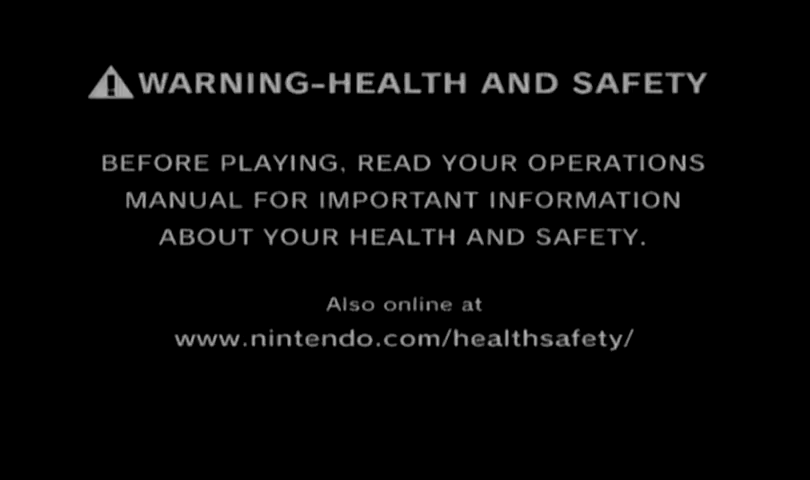 WARNING-HEALTH AND SAFETY
BEFORE PLAYING, READ YOUR OPERATIONS
MANUAL FOR IMPORTANT INFORMATION
ABOUT YOUR HEALTH AND SAFETY.
Also online at
www.nintendo.com/healthsafety/